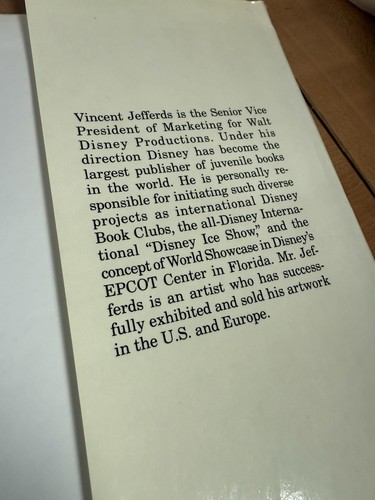 Vincent Jefferds is the Senior Vice
President of Marketing for Walt
Disney Productions. Under his
direction Disney has become the
largest publisher of juvenile books
in the world. He is personally re-
sponsible for initiating such diverse
projects as international Disney
Book Clubs, the all-Disney Interna-
tional “Disney Ice Show,” and the
concept of World Showcase in Disney's
EPCOT Center in Florida. Mr. Jef-
ferds is an artist who has success-
fully exhibited and sold his artwork
in the U.S. and Europe.